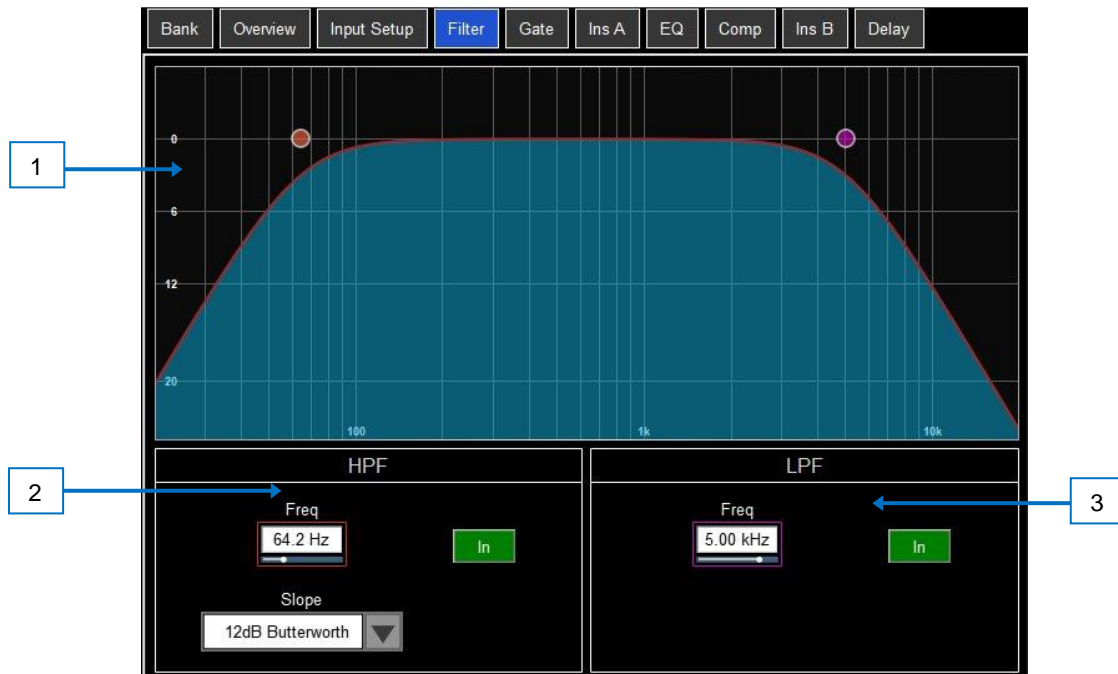 Bank Overview Input Setup Filter Gate Ins A EQ Comp Ins B Delay
0
1
6
12
20
100 1k 10k
HPF LPF
2
3
Freq Freq
64.2 Hz In 5.00 kHz In
Slope
12dB Butterworth